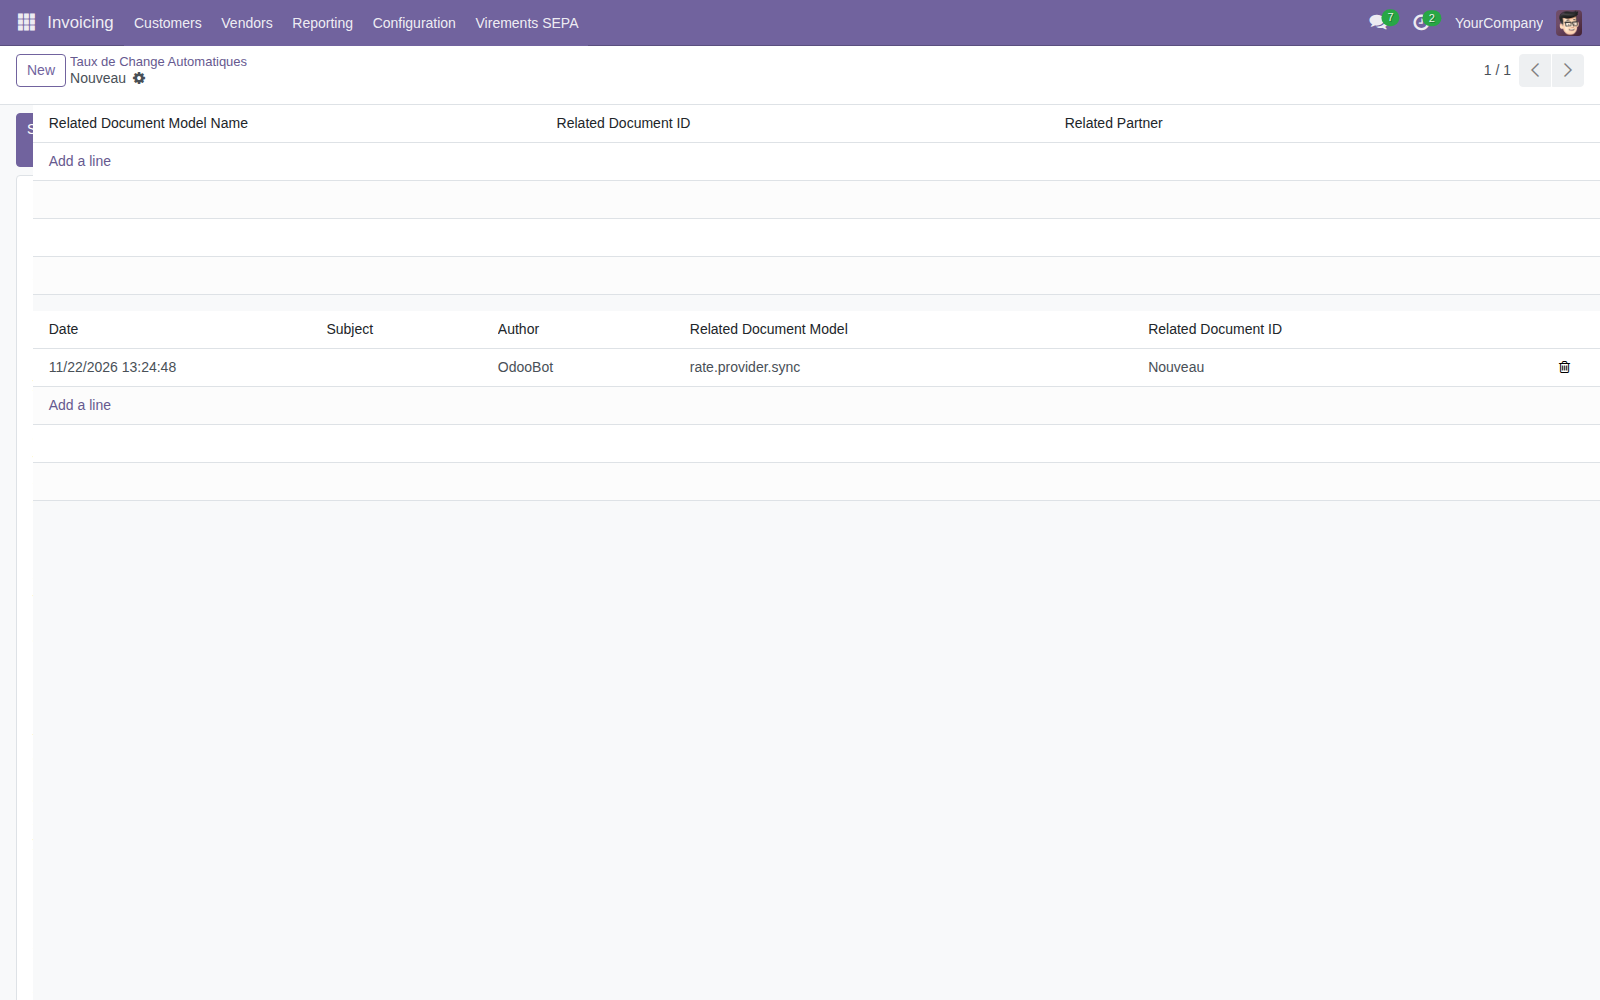 Invoicing Customers Vendors Reporting Configuration Virements SEPA 7 2 YourCompany
New Taux de Change Automatiques
Nouveau 1 / 1
Related Document Model Name Related Document ID Related Partner
Add a line
Date Subject Author Related Document Model Related Document ID
11/22/2026 13:24:48 OdooBot rate.provider.sync Nouveau
Add a line